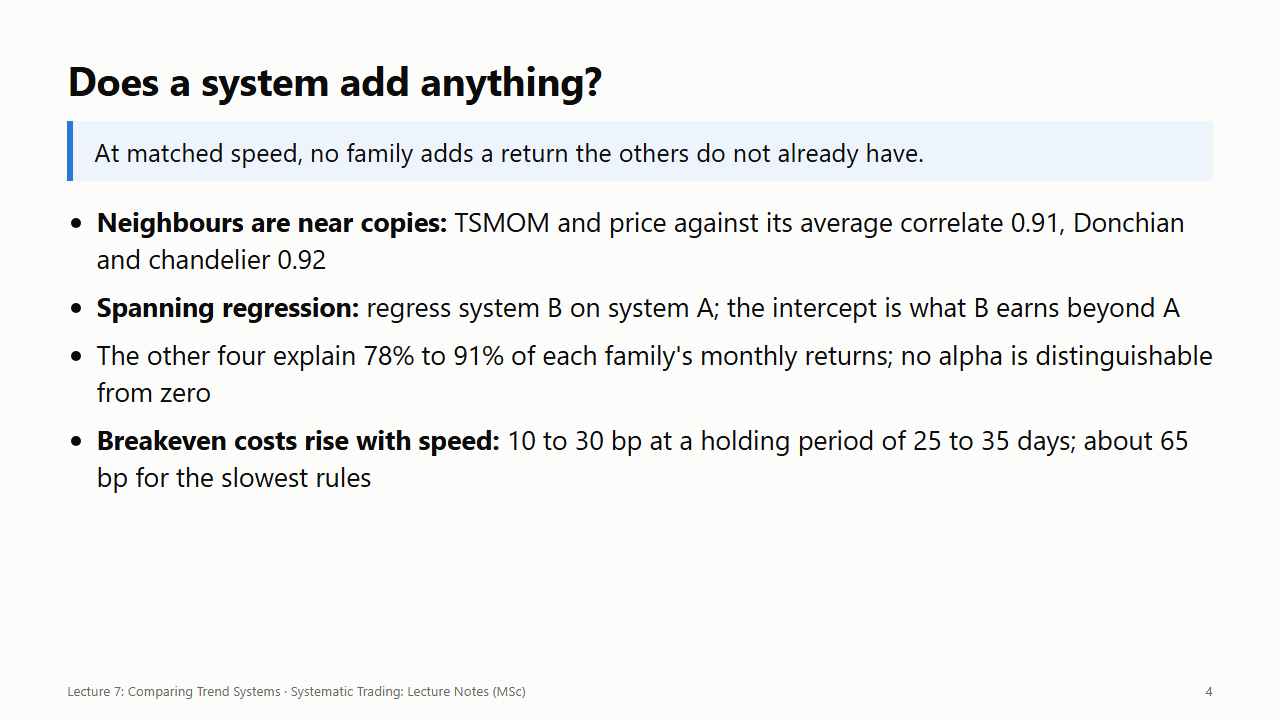 Does a system add anything?
At matched speed, no family adds a return the others do not already have.
• Neighbours are near copies: TSMOM and price against its average correlate 0.91, Donchian
and chandelier 0.92
• Spanning regression: regress system B on system A; the intercept is what B earns beyond A
• The other four explain 78% to 91% of each family's monthly returns; no alpha is distinguishable
from zero
• Breakeven costs rise with speed: 10 to 30 bp at a holding period of 25 to 35 days; about 65
bp for the slowest rules
Lecture 7: Comparing Trend Systems · Systematic Trading: Lecture Notes (MSc)
4